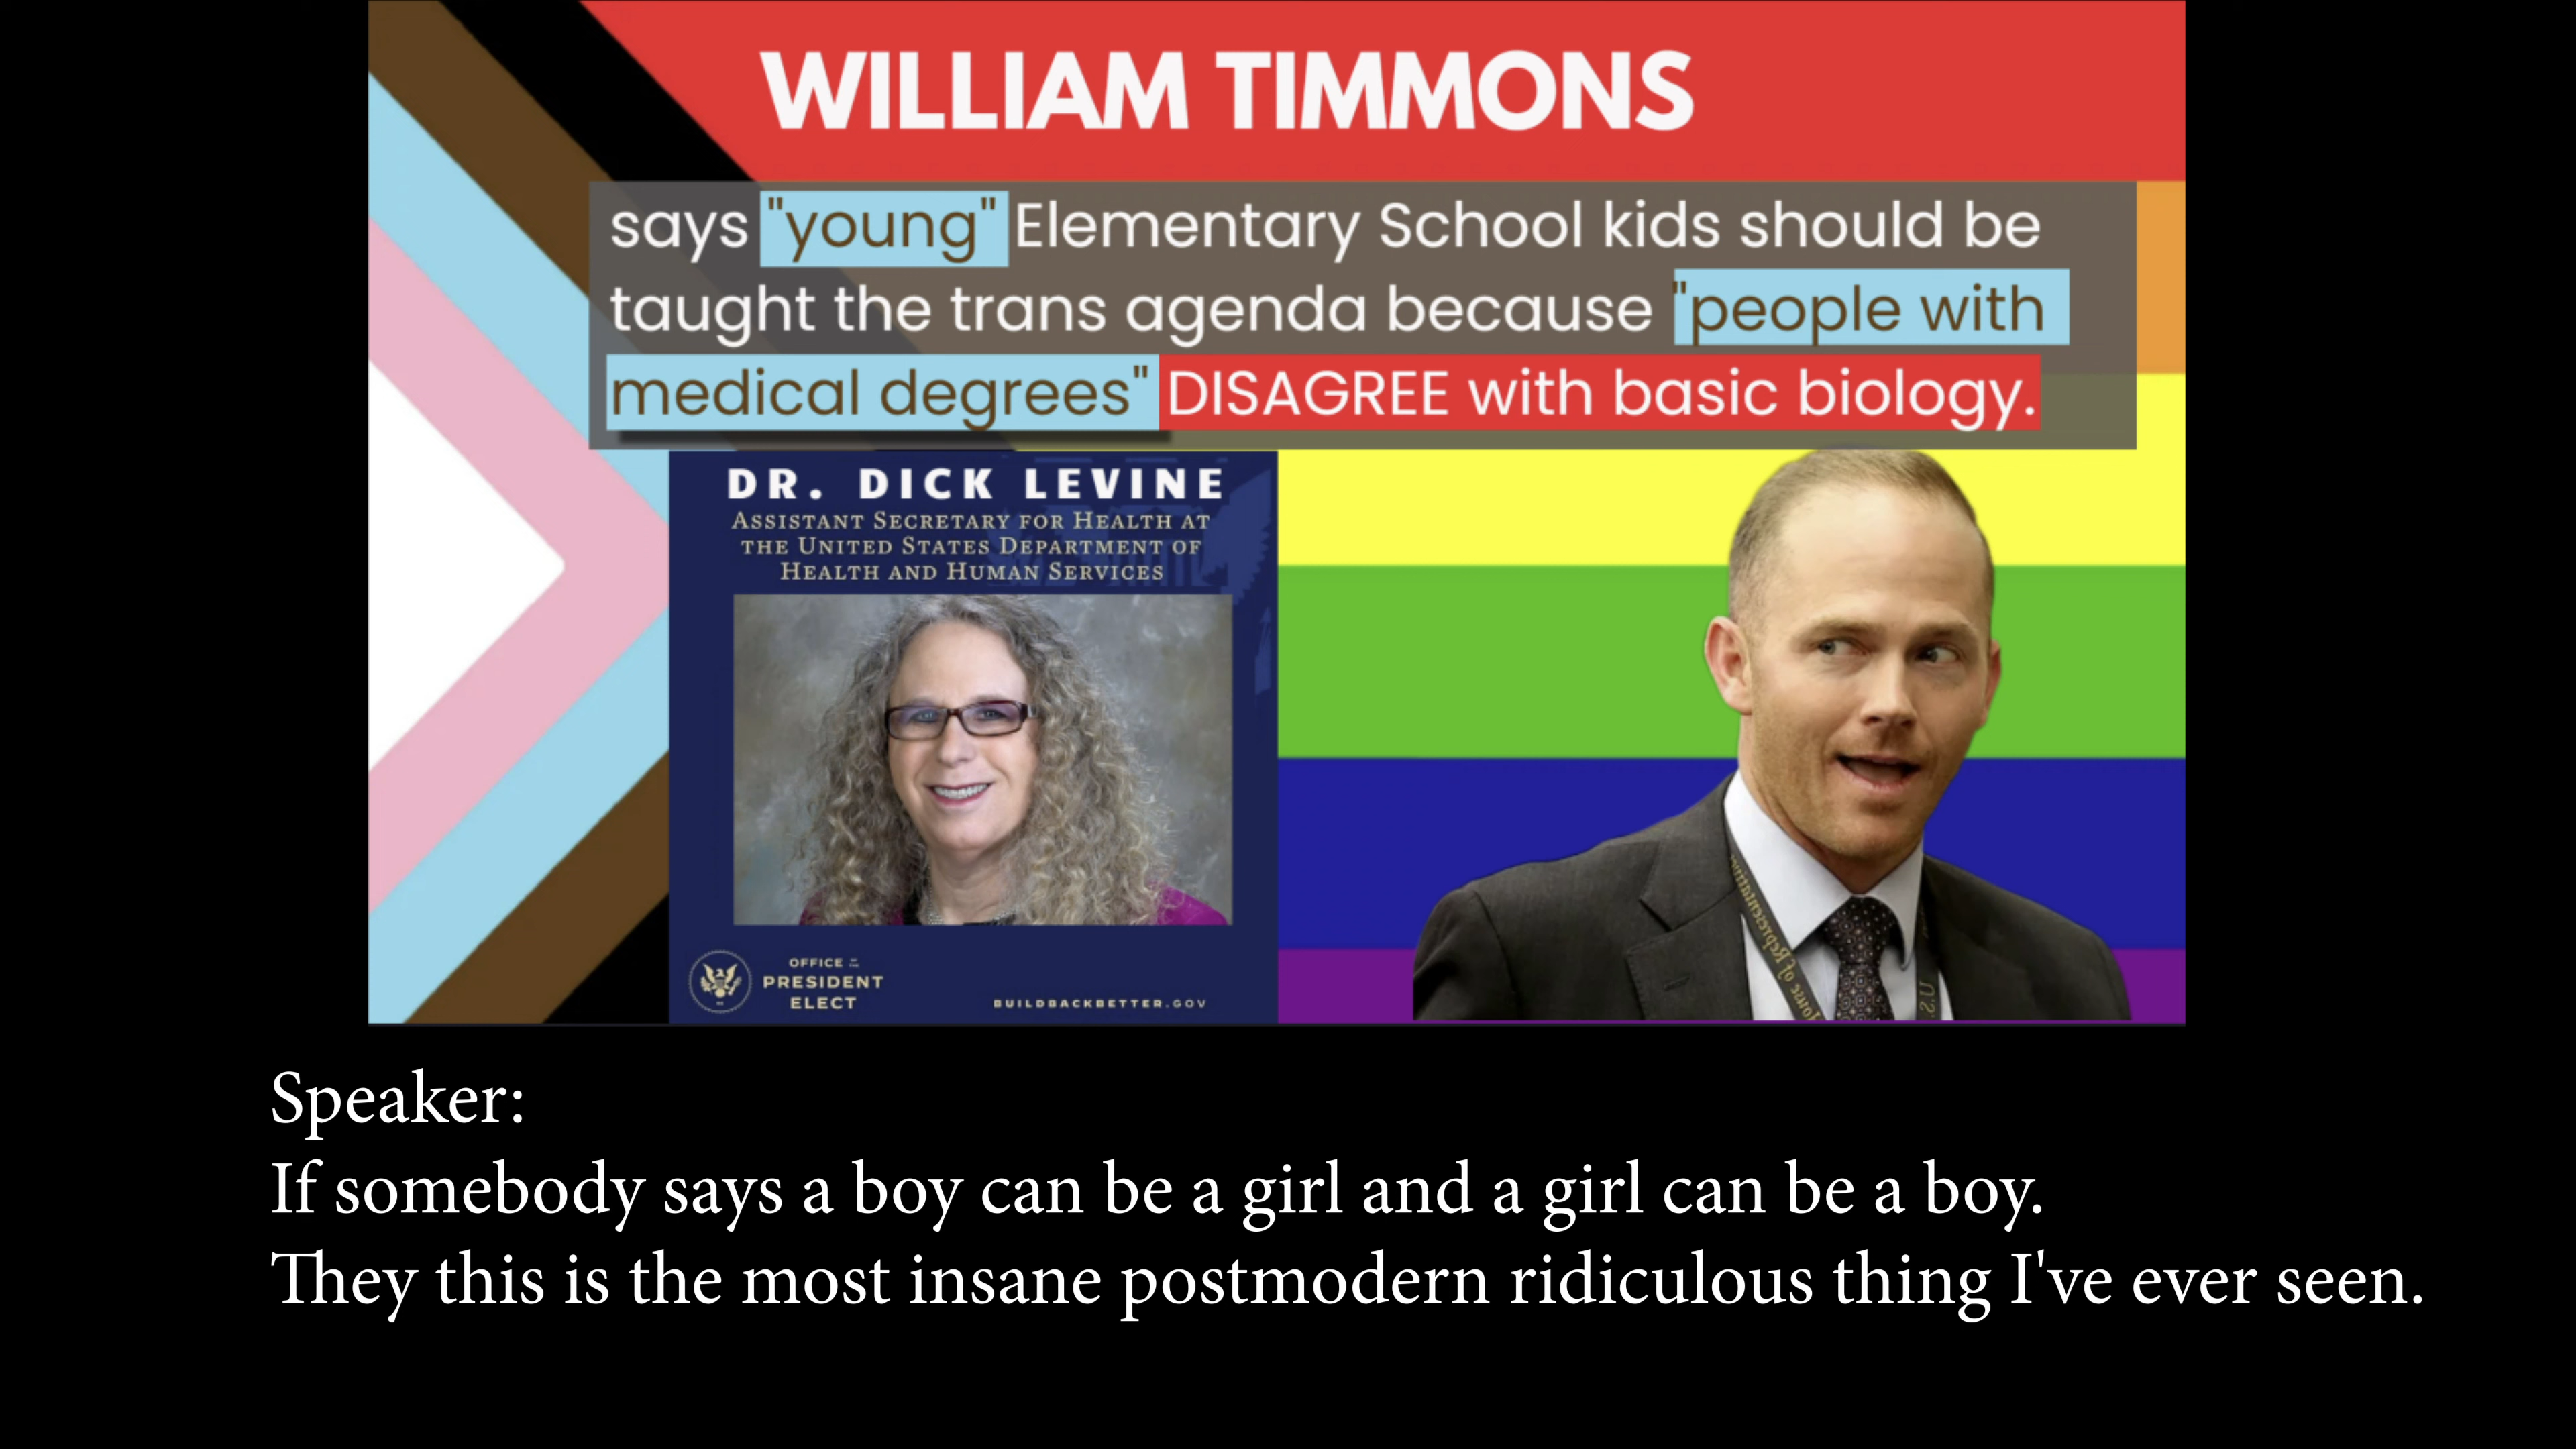 WILLIAM TIMMONS
says "young" Elementary School kids should be
taught the trans agenda because "people with
medical degrees" DISAGREE with basic biology.
DR. DICK LEVINE
ASSISTANT SECRETARY FOR HEALTH AT
THE UNITED STATES DEPARTMENT OF
HEALTH AND HUMAN SERVICES
OFFICE
PRESIDENT
ELECT
BUILDBACKBETTER.GOV
House of Representatives
U.S
Speaker:
If somebody says a boy can be a girl and a girl can be a boy.
They this is the most insane postmodern ridiculous thing I've ever seen.